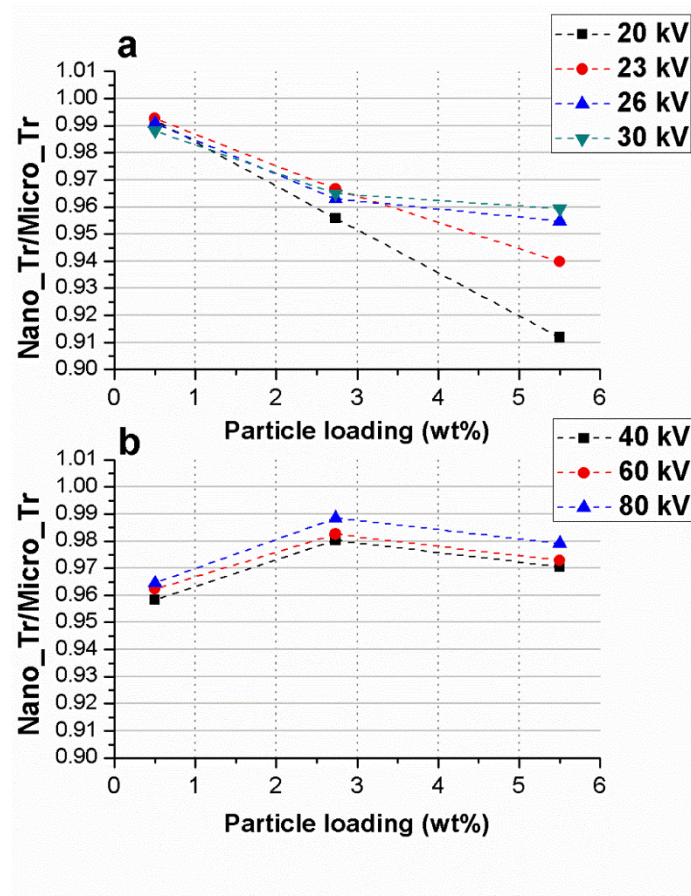 a
20 kV
23 kV
26 kV
30 kV
1.01
1.00
0.99
0.98
0.97
0.96
0.95
0.94
0.93
0.92
0.91
0.90
Nano_Tr/Micro_Tr
0 1 2 3 4 5 6
Particle loading (wt%)
b
40 kV
60 kV
80 kV
1.01
1.00
0.99
0.98
0.97
0.96
0.95
0.94
0.93
0.92
0.91
0.90
Nano_Tr/Micro_Tr
0 1 2 3 4 5 6
Particle loading (wt%)